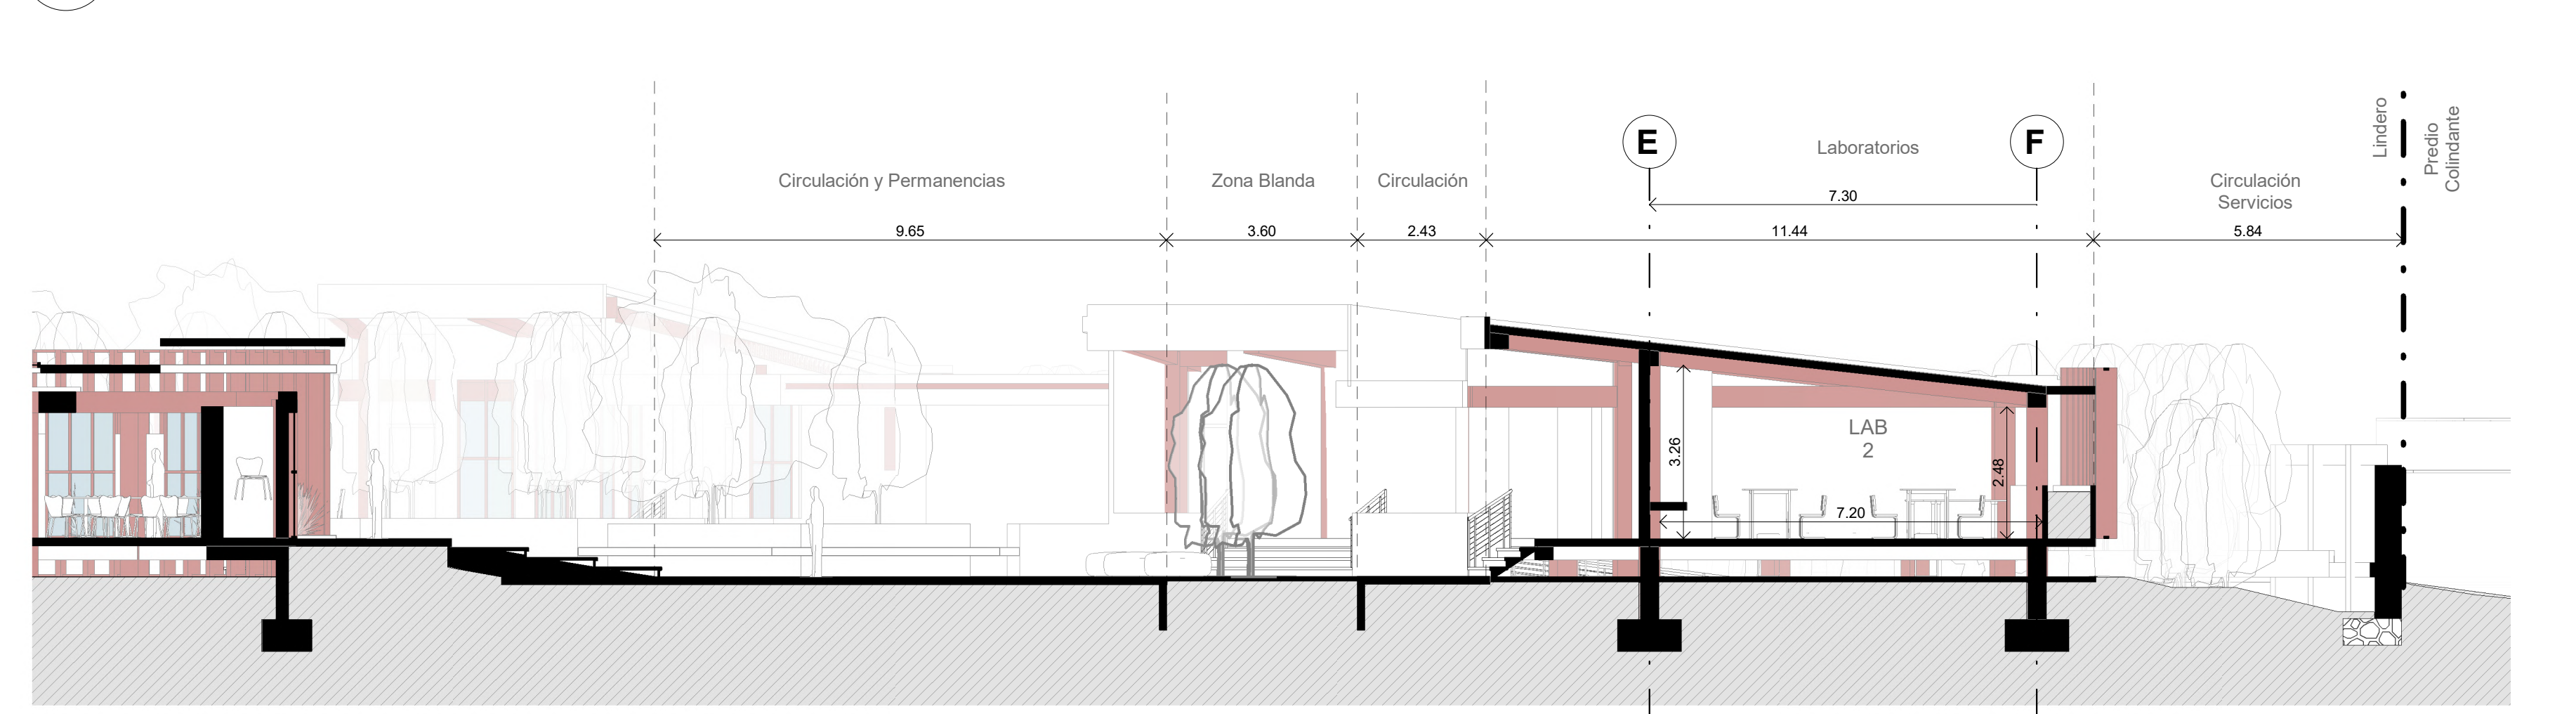 Circulación y Permanencias
9.65
Zona Blanda
3.60
Circulación
2.43
E
Laboratorios
F
7.30
11.44
Circulación
Servicios
5.84
Lindero
Predio
Colindante
LAB
2
3.26
2.48
7.20